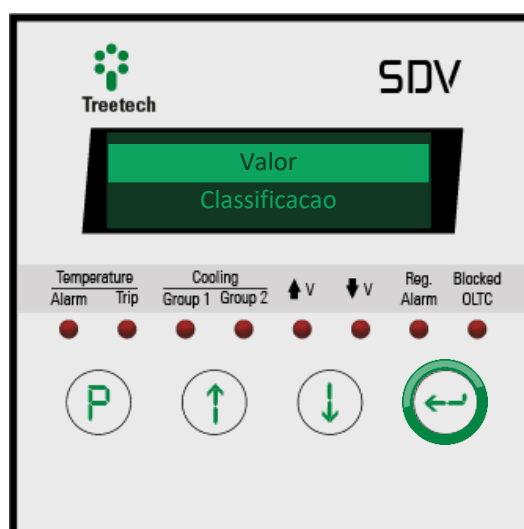 Treetech
SDV
Valor
Classificacao
Temperature
Cooling
V
V
Reg.
Blocked
Alarm
Trip
Group 1
Group 2
Alarm
OLTC
P